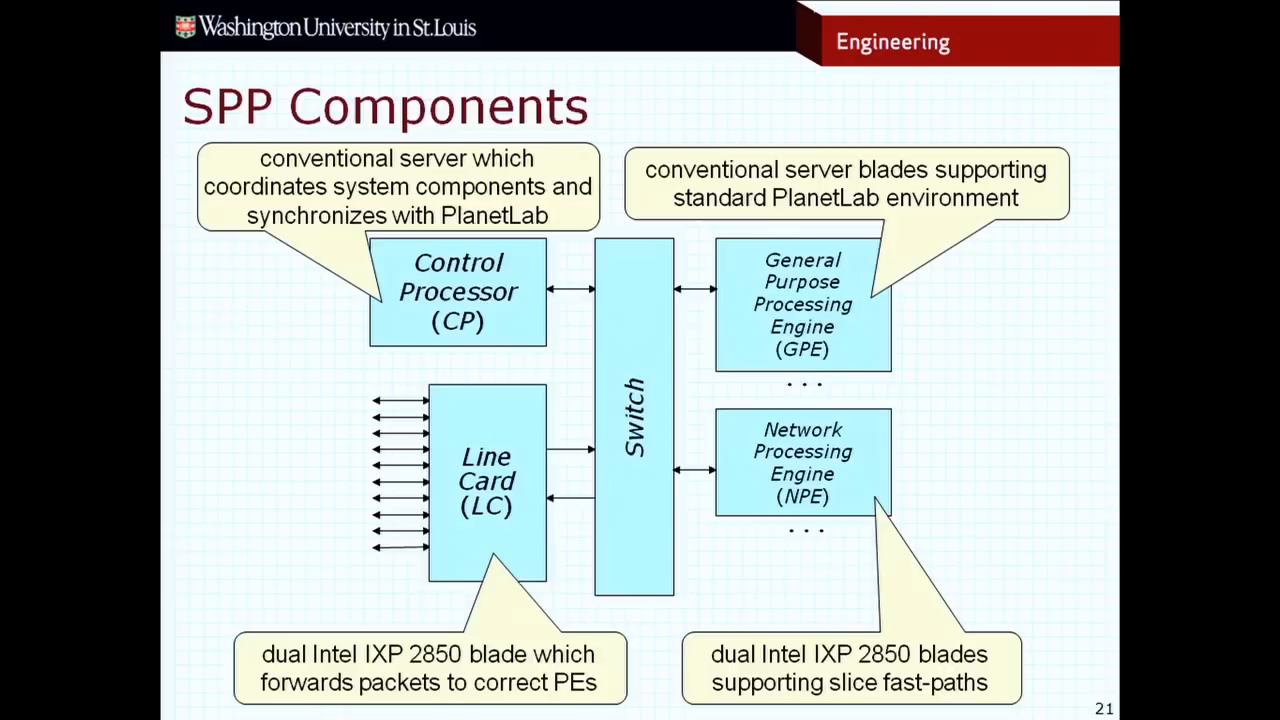 Washington University in St. Louis
Engineering
SPP Components
conventional server which
coordinates system components and
synchronizes with PlanetLab
conventional server blades supporting
standard PlanetLab environment
Control
Processor
(CP)
General
Purpose
Processing
Engine
(GPE)
. . .
Switch
Line
Card
(LC)
Network
Processing
Engine
(NPE)
. . .
dual Intel IXP 2850 blade which
forwards packets to correct PEs
dual Intel IXP 2850 blades
supporting slice fast-paths
21